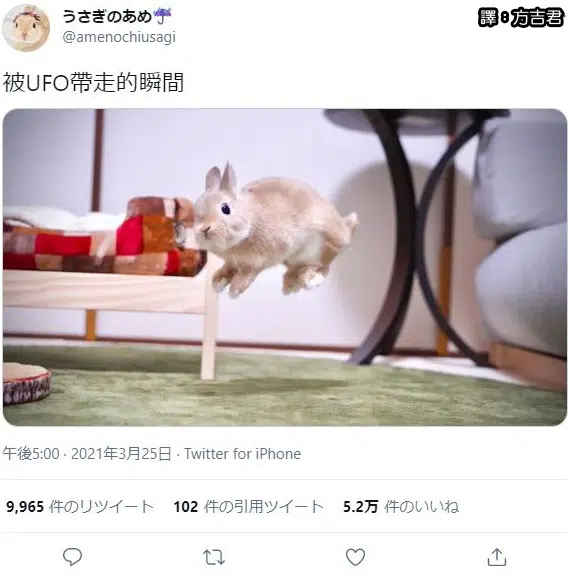 うさぎのあめ☔
@amenochiusagi
譯：方吉君
被UFO帶走的瞬間
午後5:00 · 2021年3月25日 · Twitter for iPhone
9,965 件のリツイート 102 件の引用ツイート 5.2万 件のいいね